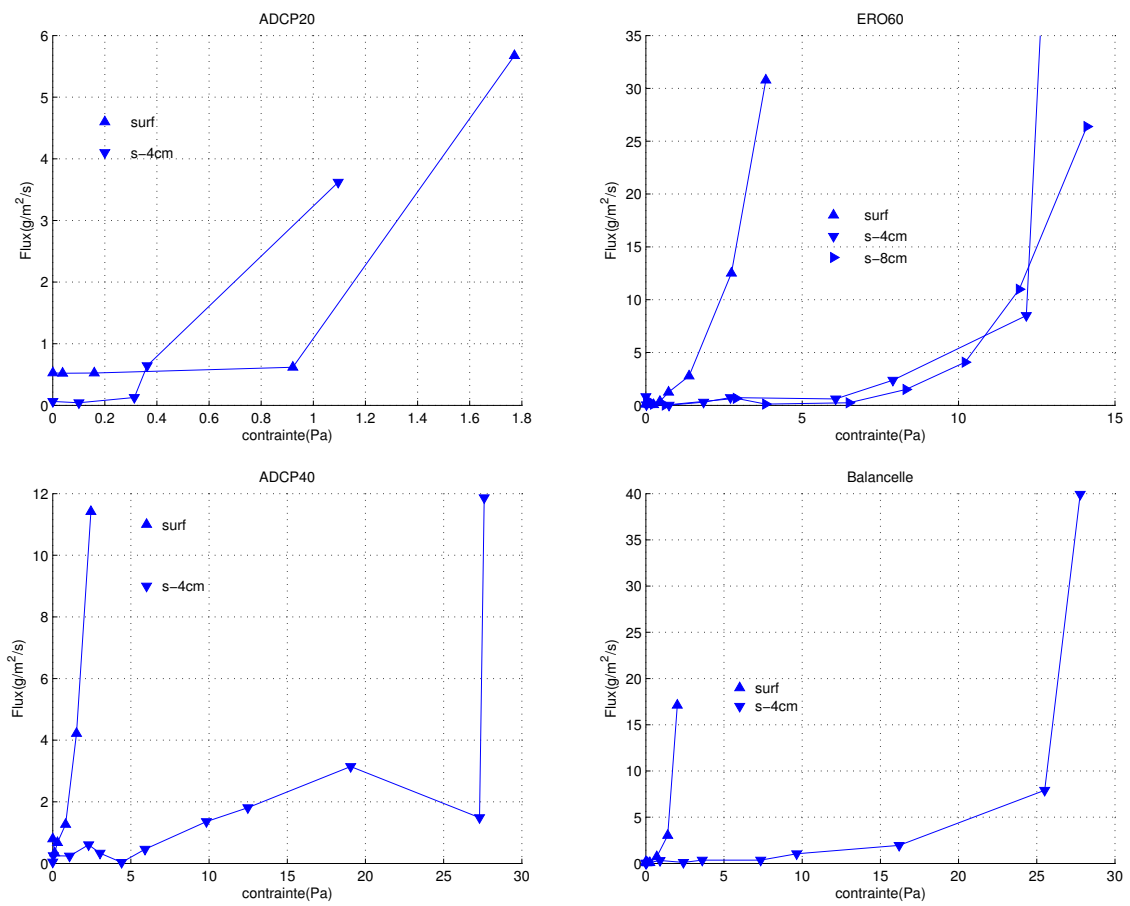 ADCP20
6
5
4
3
2
1
0
Flux(g/m²/s)
surf
s−4cm
0 0.2 0.4 0.6 0.8 1 1.2 1.4 1.6 1.8
contrainte(Pa)
ERO60
35
30
25
20
15
10
5
0
Flux(g/m²/s)
surf
s−4cm
s−8cm
0 5 10 15
contrainte(Pa)
ADCP40
12
10
8
6
4
2
0
Flux(g/m²/s)
surf
s−4cm
0 5 10 15 20 25 30
contrainte(Pa)
Balancelle
40
35
30
25
20
15
10
5
0
Flux(g/m²/s)
surf
s−4cm
0 5 10 15 20 25 30
contrainte(Pa)